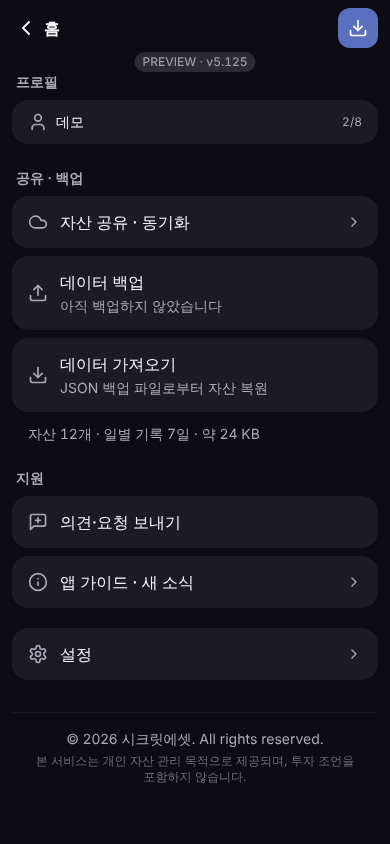 홈
PREVIEW · v5.125
프로필
데모 2/8
공유 · 백업
자산 공유 · 동기화
데이터 백업
아직 백업하지 않았습니다
데이터 가져오기
JSON 백업 파일로부터 자산 복원
자산 12개 · 일별 기록 7일 · 약 24 KB
지원
의견·요청 보내기
앱 가이드 · 새 소식
설정
© 2026 시크릿에셋. All rights reserved.
본 서비스는 개인 자산 관리 목적으로 제공되며, 투자 조언을
포함하지 않습니다.